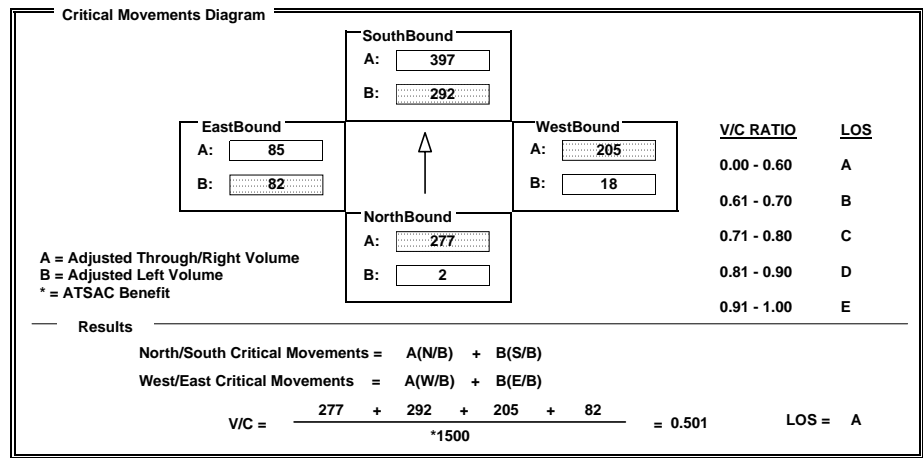 Critical Movements Diagram
SouthBound
A: 397
B: 292
EastBound
A: 85
B: 82
WestBound
A: 205
B: 18
NorthBound
A: 277
B: 2
V/C RATIO LOS
0.00 - 0.60 A
0.61 - 0.70 B
0.71 - 0.80 C
0.81 - 0.90 D
0.91 - 1.00 E
A = Adjusted Through/Right Volume
B = Adjusted Left Volume
* = ATSAC Benefit
Results
North/South Critical Movements = A(N/B) + B(S/B)
West/East Critical Movements = A(W/B) + B(E/B)
V/C = 277 + 292 + 205 + 82 = 0.501 LOS = A
*1500